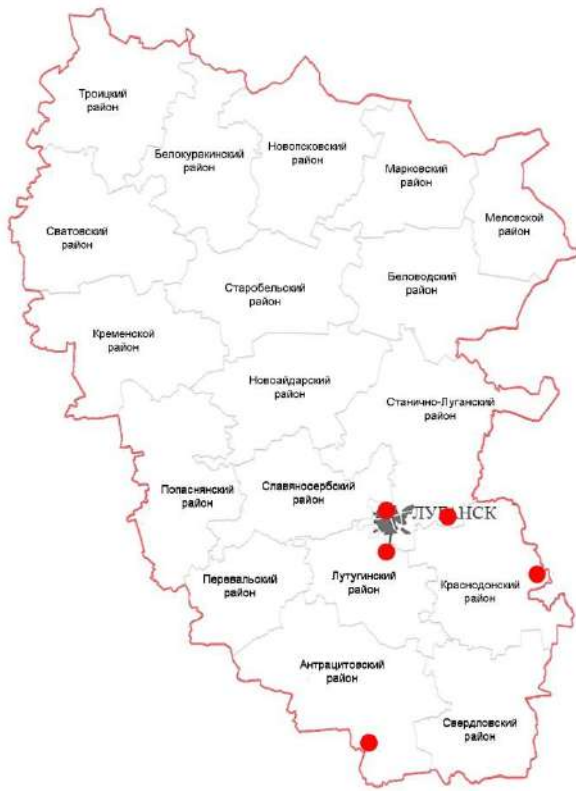 Троицкий
район
Белокуракинский
район
Новопсковский
район
Марковский
район
Меловской
район
Сватовский
район
Старобельский
район
Беловодский
район
Кременской
район
Новоайдарский
район
Станично-Луганский
район
Попаснянский
район
Славяносербский
район
ЛУГАНСК
Перевальский
район
Лутугинский
район
Краснодонский
район
Антрацитовский
район
Свердловский
район